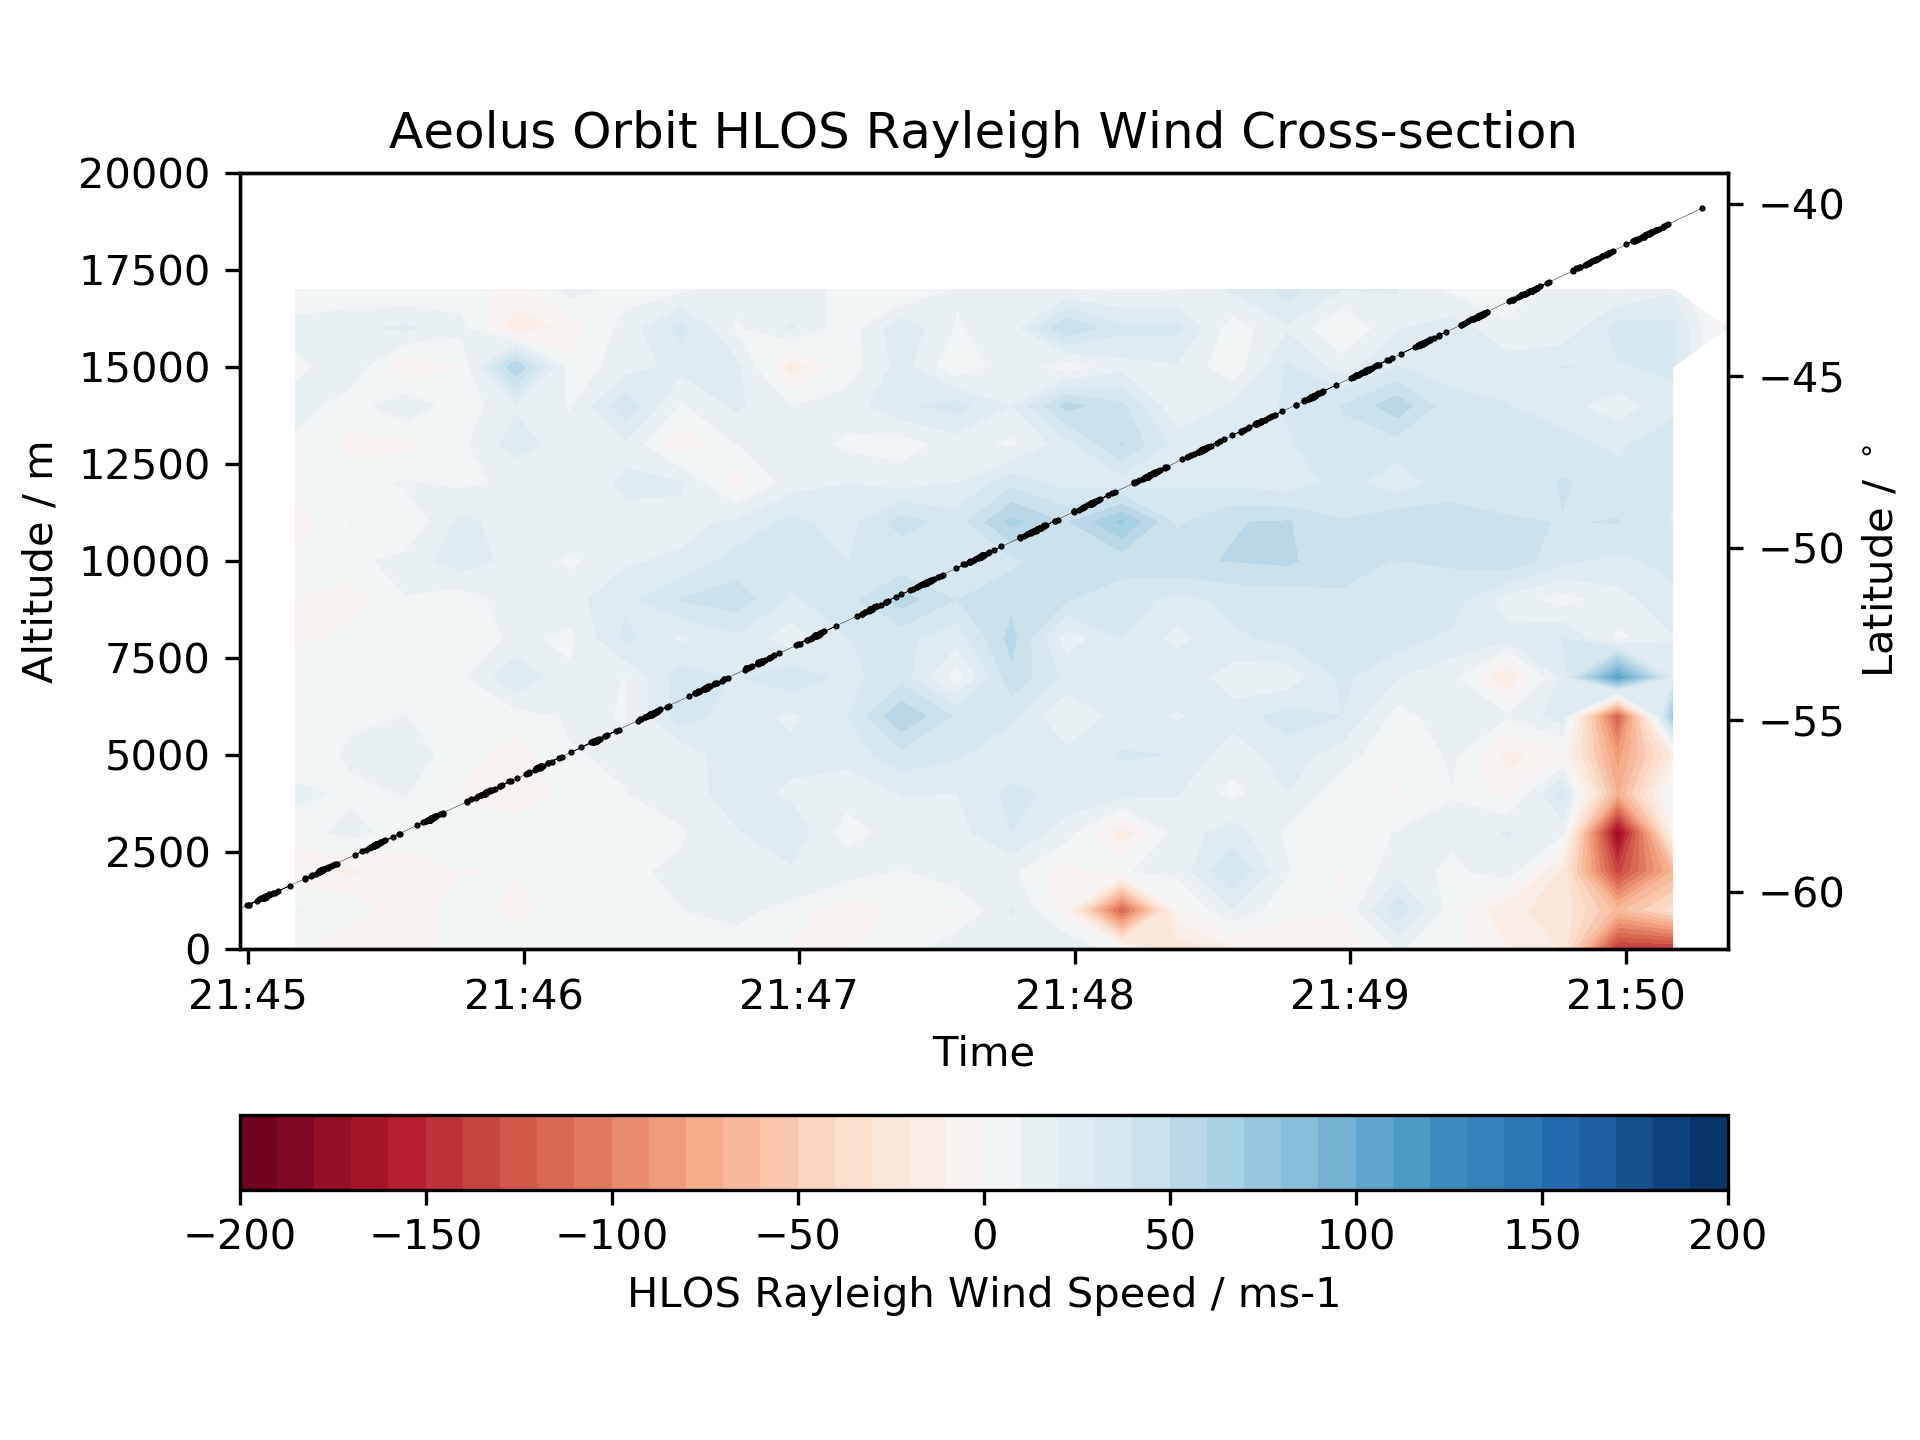 Aeolus Orbit HLOS Rayleigh Wind Cross-section
20000
17500
15000
12500
10000
7500
5000
2500
0
Altitude / m
−40
−45
−50
−55
−60
Latitude / °
21:45 21:46 21:47 21:48 21:49 21:50
Time
−200 −150 −100 −50 0 50 100 150 200
HLOS Rayleigh Wind Speed / ms-1